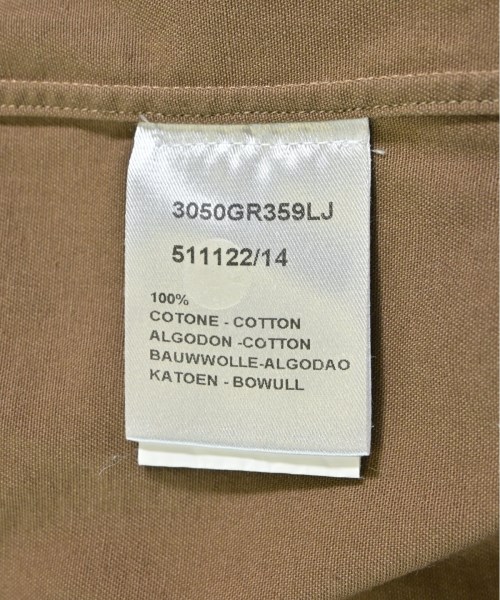 3050GR359LJ
511122/14
100%
COTONE - COTTON
ALGODON -COTTON
BAUWWOLLE-ALGODAO
KATOEN - BOWULL